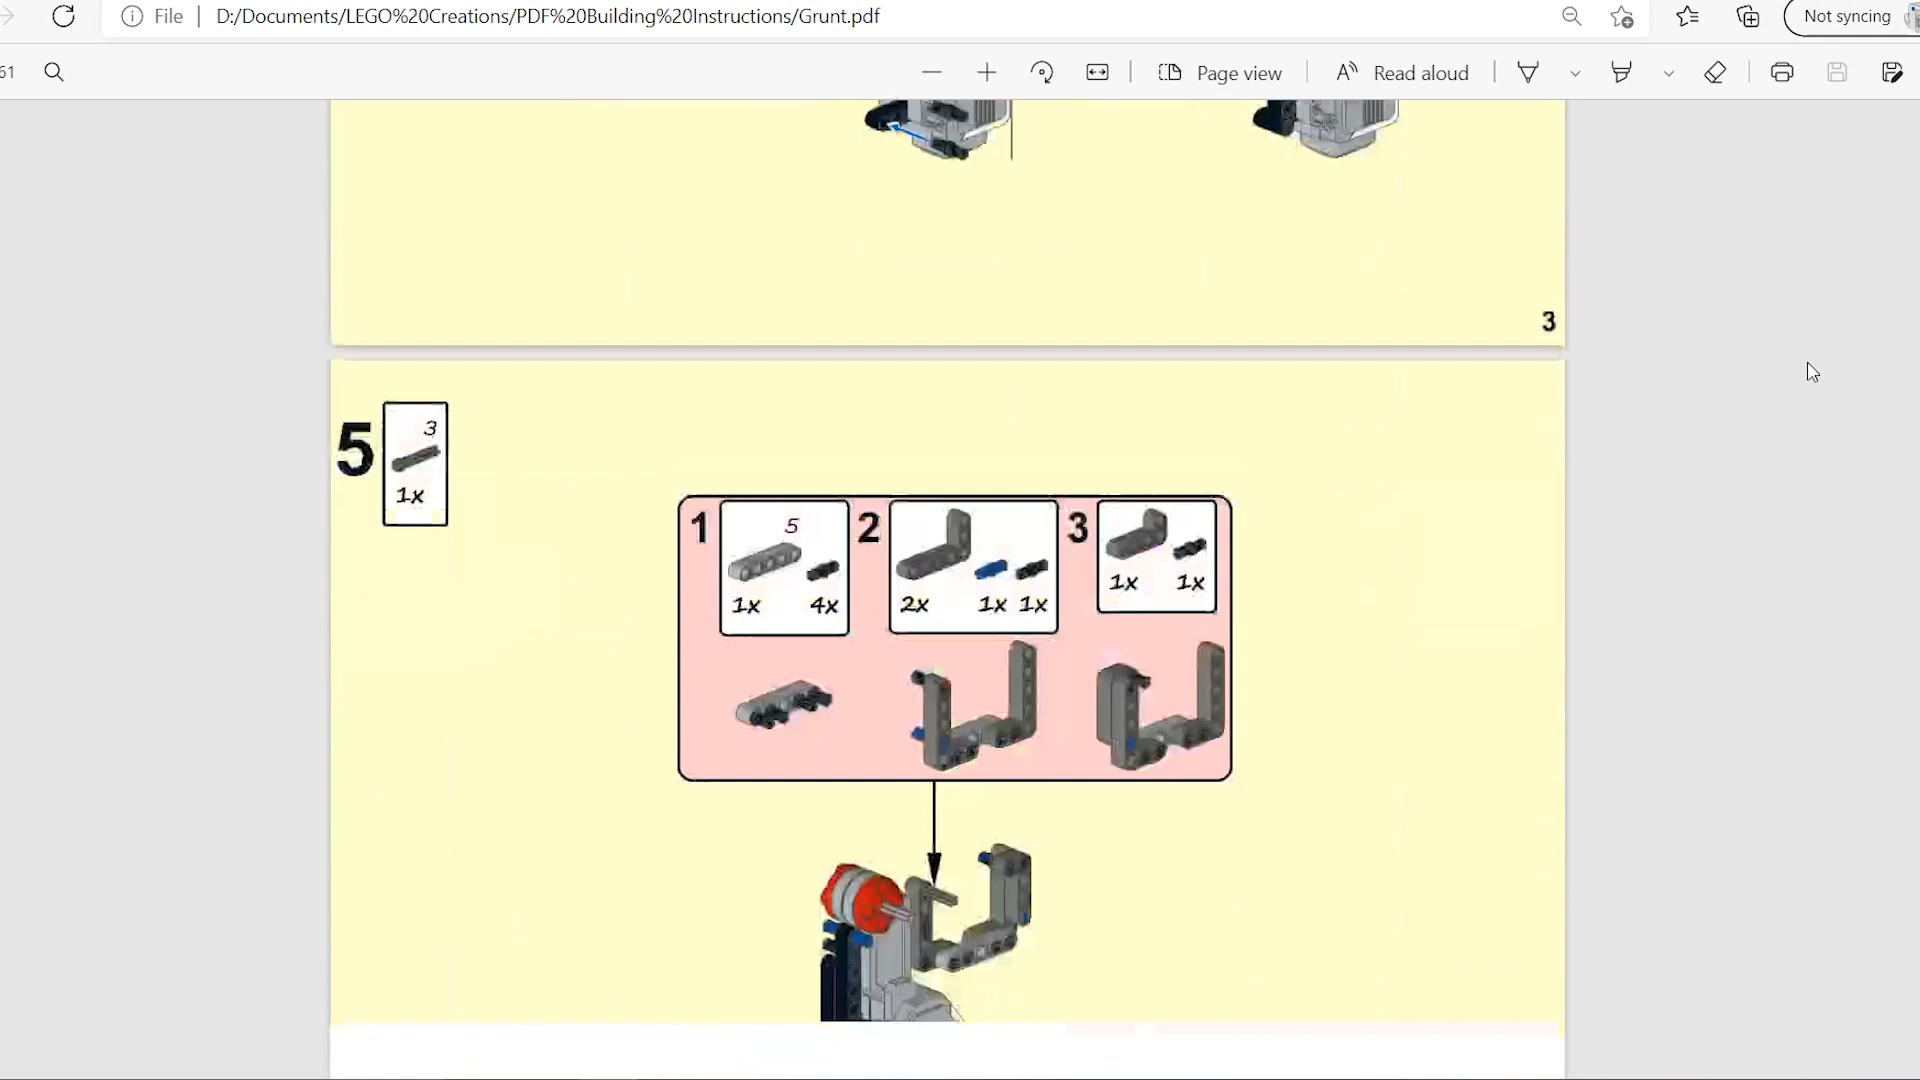 File D:/Documents/LEGO%20Creations/PDF%20Building%20Instructions/Grunt.pdf Not syncing
61 Page view Read aloud
3
5
3
1x
1 5 2 3
1x 4x 2x 1x 1x 1x 1x